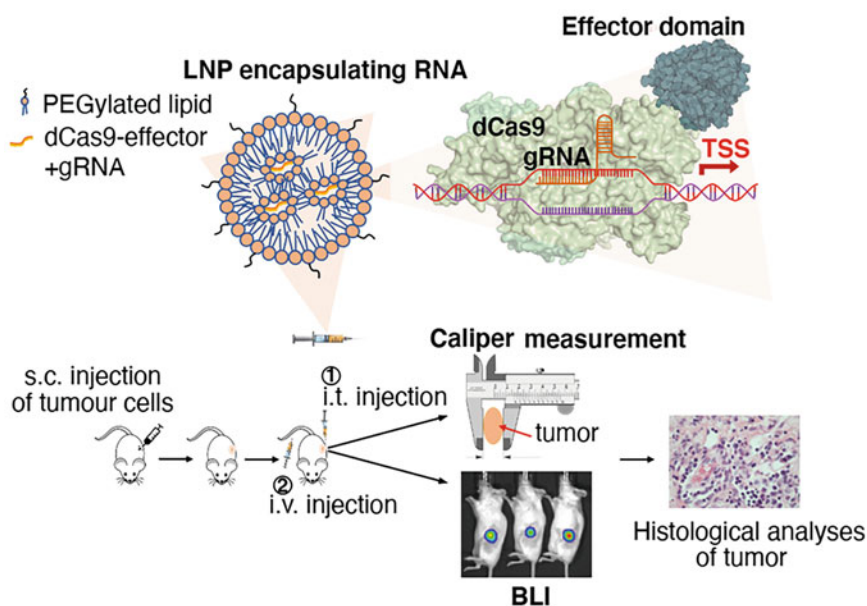 Effector domain
LNP encapsulating RNA
PEGylated lipid
dCas9-effector
+gRNA
dCas9
gRNA
TSS
Caliper measurement
s.c. injection
of tumour cells
①
i.t. injection
tumor
②
i.v. injection
BLI
Histological analyses
of tumor